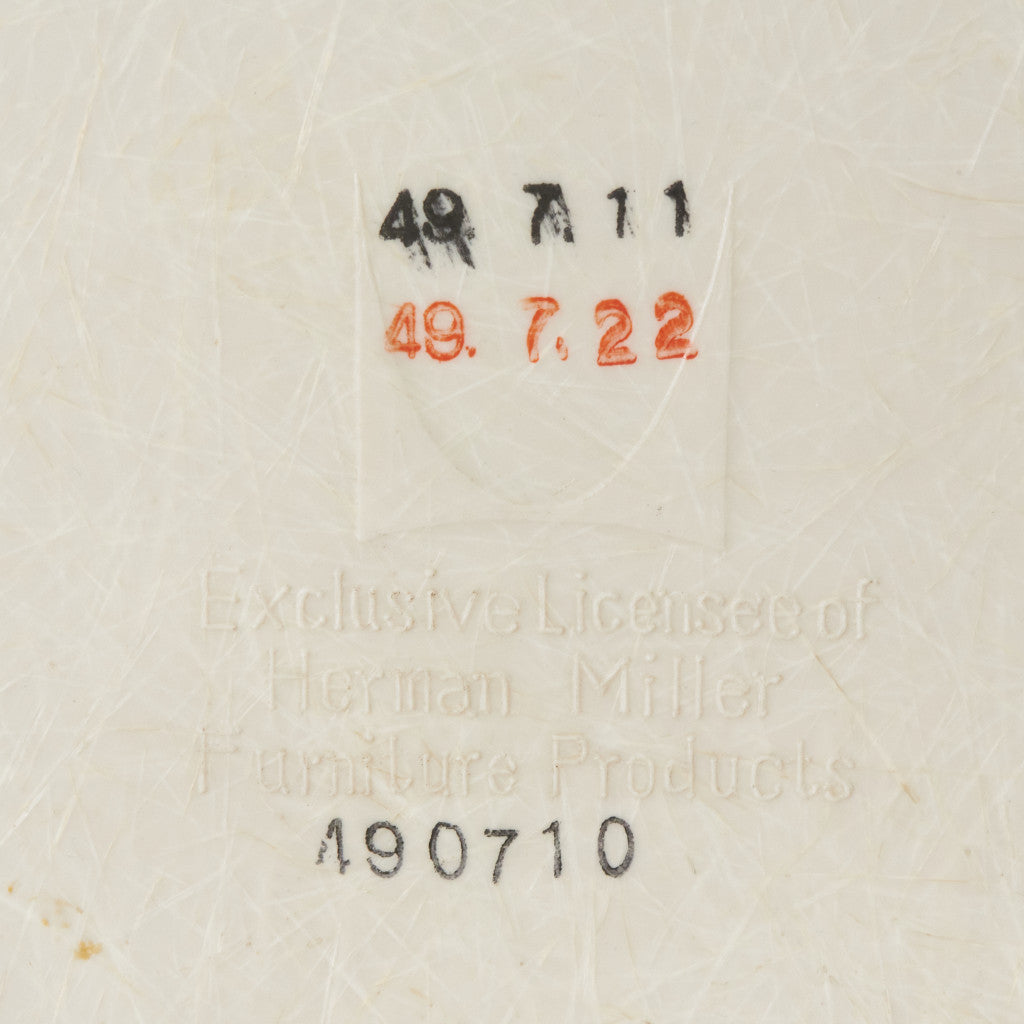 49. 7. 11
49. 7. 22
Exclusive Licensee of
Herman Miller
Furniture Products
490710